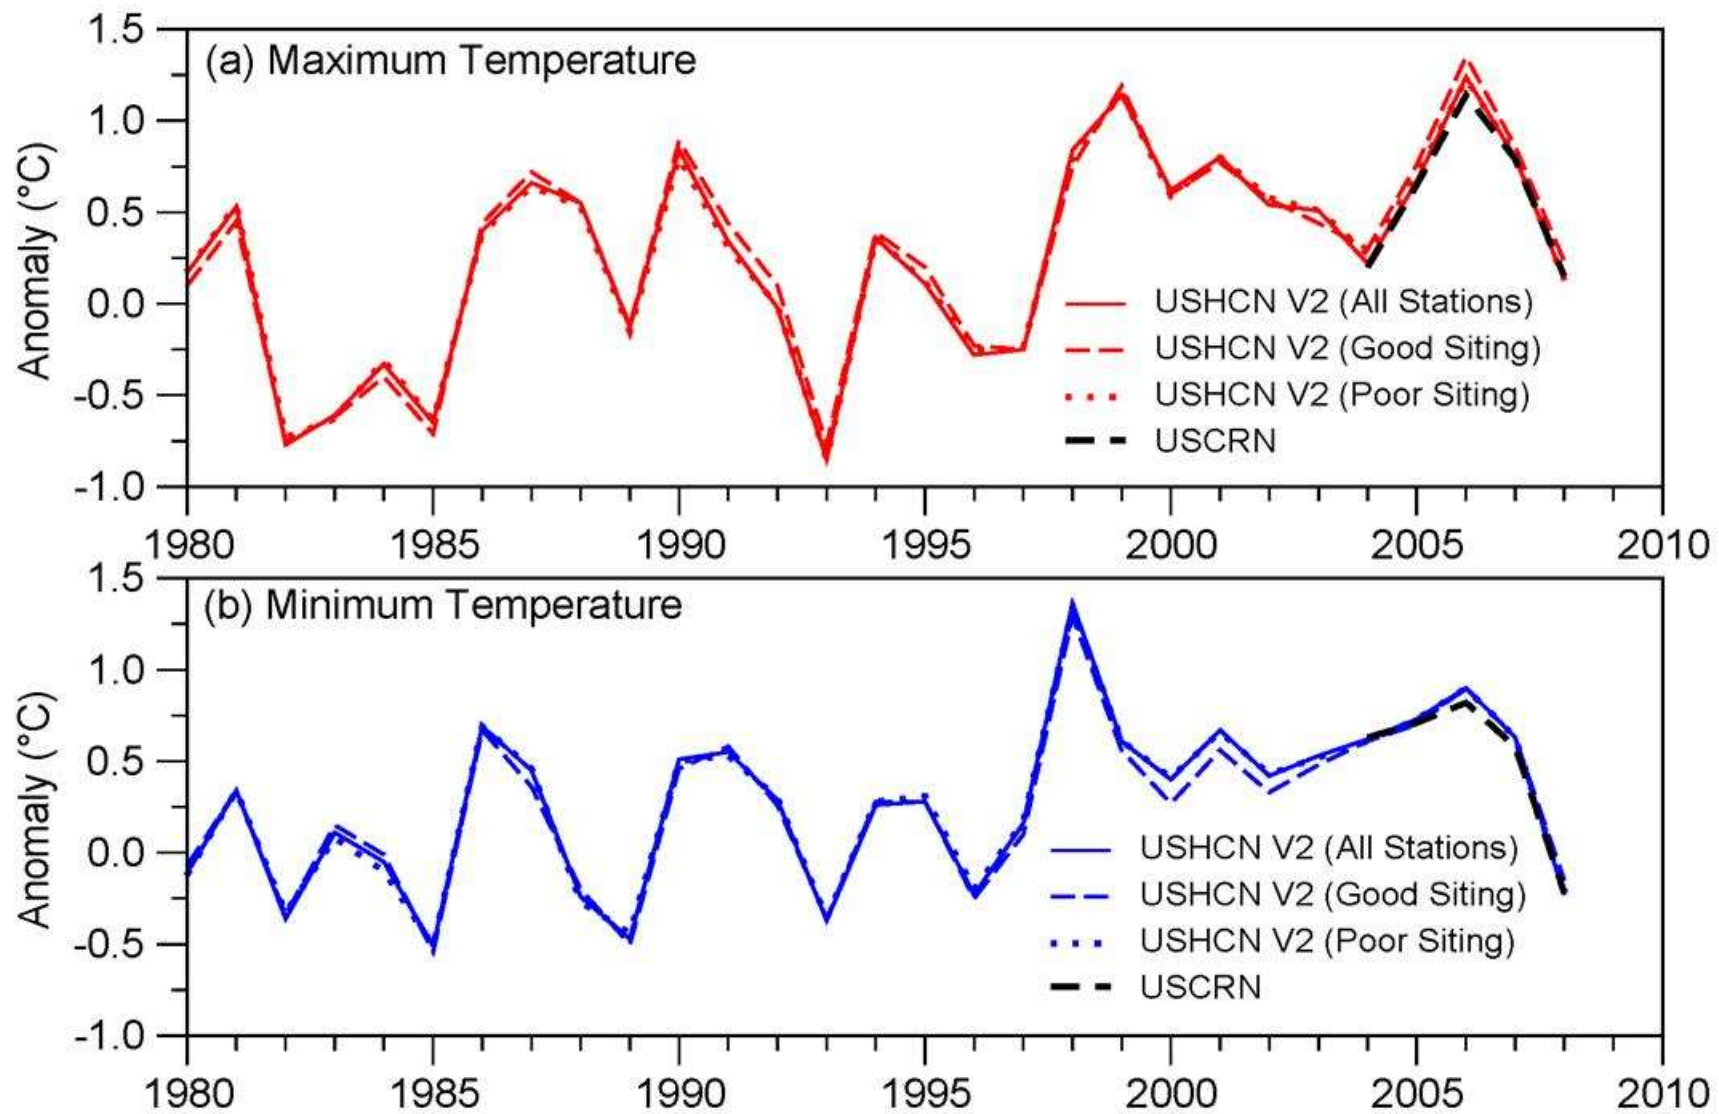 (a) Maximum Temperature
Anomaly (°C)
1.5
1.0
0.5
0.0
-0.5
-1.0
USHCN V2 (All Stations)
USHCN V2 (Good Siting)
USHCN V2 (Poor Siting)
USCRN
1980 1985 1990 1995 2000 2005 2010
(b) Minimum Temperature
Anomaly (°C)
1.5
1.0
0.5
0.0
-0.5
-1.0
USHCN V2 (All Stations)
USHCN V2 (Good Siting)
USHCN V2 (Poor Siting)
USCRN
1980 1985 1990 1995 2000 2005 2010